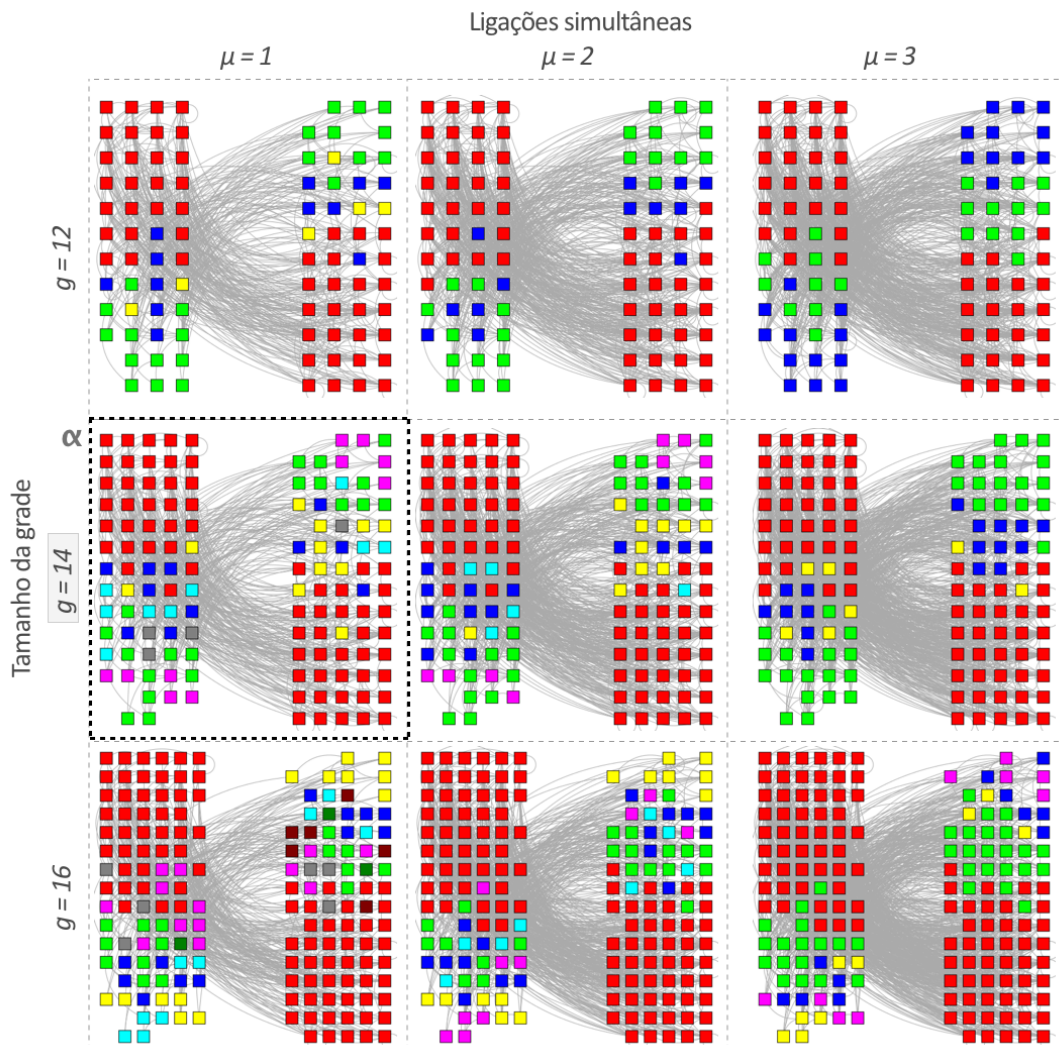 Ligações simultâneas
μ = 1
μ = 2
μ = 3
g = 12
α
Tamanho da grade
g = 14
g = 16